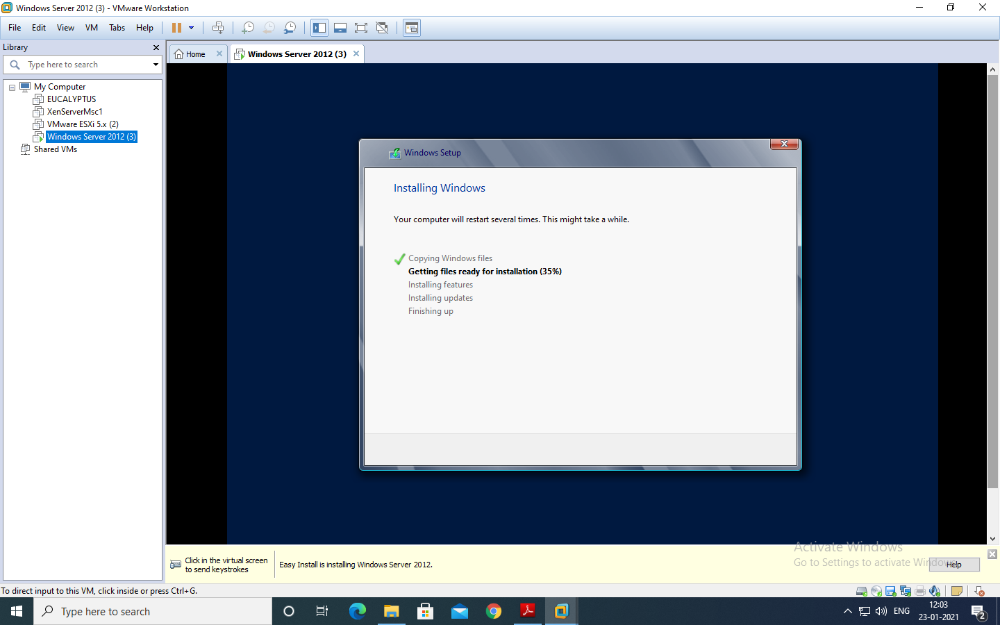 Windows Server 2012 (3) - VMware Workstation
File Edit View VM Tabs Help
Library
Type here to search
Home
Windows Server 2012 (3)
My Computer
EUCALYPTUS
XenServerMsc1
VMware ESXi 5.x (2)
Windows Server 2012 (3)
Shared VMs
Windows Setup
Installing Windows
Your computer will restart several times. This might take a while.
Copying Windows files
Getting files ready for installation (35%)
Installing features
Installing updates
Finishing up
Activate Windows
Go to Settings to activate Windows.
Click in the virtual screen
to send keystrokes
Easy Install is installing Windows Server 2012.
Help
To direct input to this VM, click inside or press Ctrl+G.
Type here to search
ENG
12:03
23-01-2021
2